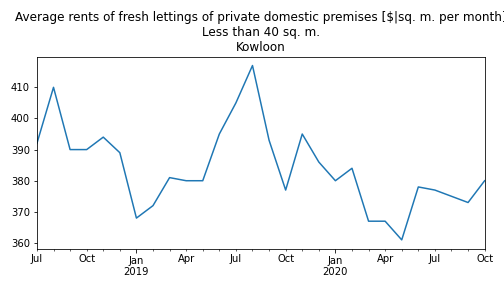 Average rents of fresh lettings of private domestic premises [$|sq. m. per month]
Less than 40 sq. m.
Kowloon
410
400
390
380
370
360
Jul Oct Jan Apr Jul Oct Jan Apr Jul Oct
2019 2020